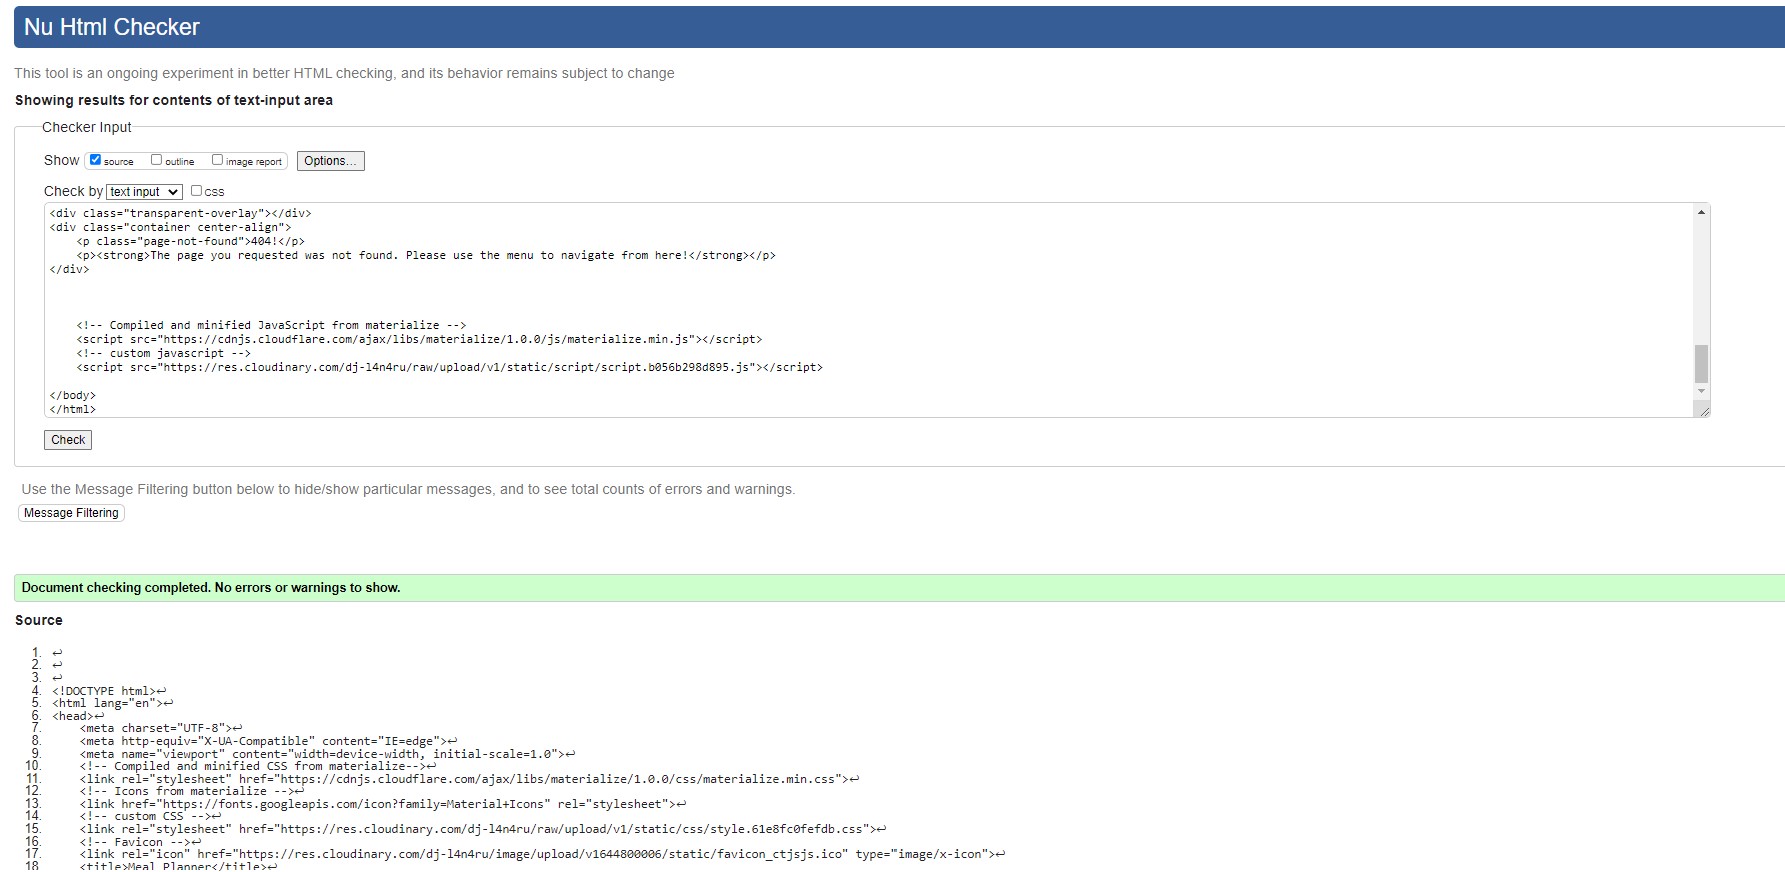 Nu Html Checker
This tool is an ongoing experiment in better HTML checking, and its behavior remains subject to change
Showing results for contents of text-input area
Checker Input
Show source outline image report Options...
Check by text input css
<div class="transparent-overlay"></div>
<div class="container center-align">
    <p class="page-not-found">404!</p>
    <p><strong>The page you requested was not found. Please use the menu to navigate from here!</strong></p>
</div>
    <!-- Compiled and minified JavaScript from materialize -->
    <script src="https://cdnjs.cloudflare.com/ajax/libs/materialize/1.0.0/js/materialize.min.js"></script>
    <!-- custom javascript -->
    <script src="https://res.cloudinary.com/dj-l4n4ru/raw/upload/v1/static/script/script.b056b298d895.js"></script>
</body>
</html>
Check
Use the Message Filtering button below to hide/show particular messages, and to see total counts of errors and warnings.
Message Filtering
Document checking completed. No errors or warnings to show.
Source
1. ↩
2. ↩
3. ↩
4. <!DOCTYPE html>↩
5. <html lang="en">↩
6. <head>↩
7.     <meta charset="UTF-8">↩
8.     <meta http-equiv="X-UA-Compatible" content="IE=edge">↩
9.     <meta name="viewport" content="width=device-width, initial-scale=1.0">↩
10.     <!-- Compiled and minified CSS from materialize-->↩
11.     <link rel="stylesheet" href="https://cdnjs.cloudflare.com/ajax/libs/materialize/1.0.0/css/materialize.min.css">↩
12.     <!-- Icons from materialize -->↩
13.     <link href="https://fonts.googleapis.com/icon?family=Material+Icons" rel="stylesheet">↩
14.     <!-- custom CSS -->↩
15.     <link rel="stylesheet" href="https://res.cloudinary.com/dj-l4n4ru/raw/upload/v1/static/css/style.61e8fc0fefdb.css">↩
16.     <!-- Favicon -->↩
17.     <link rel="icon" href="https://res.cloudinary.com/dj-l4n4ru/image/upload/v1644800006/static/favicon_ctjsjs.ico" type="image/x-icon">↩
18.     <title>Meal Planner</title>↩